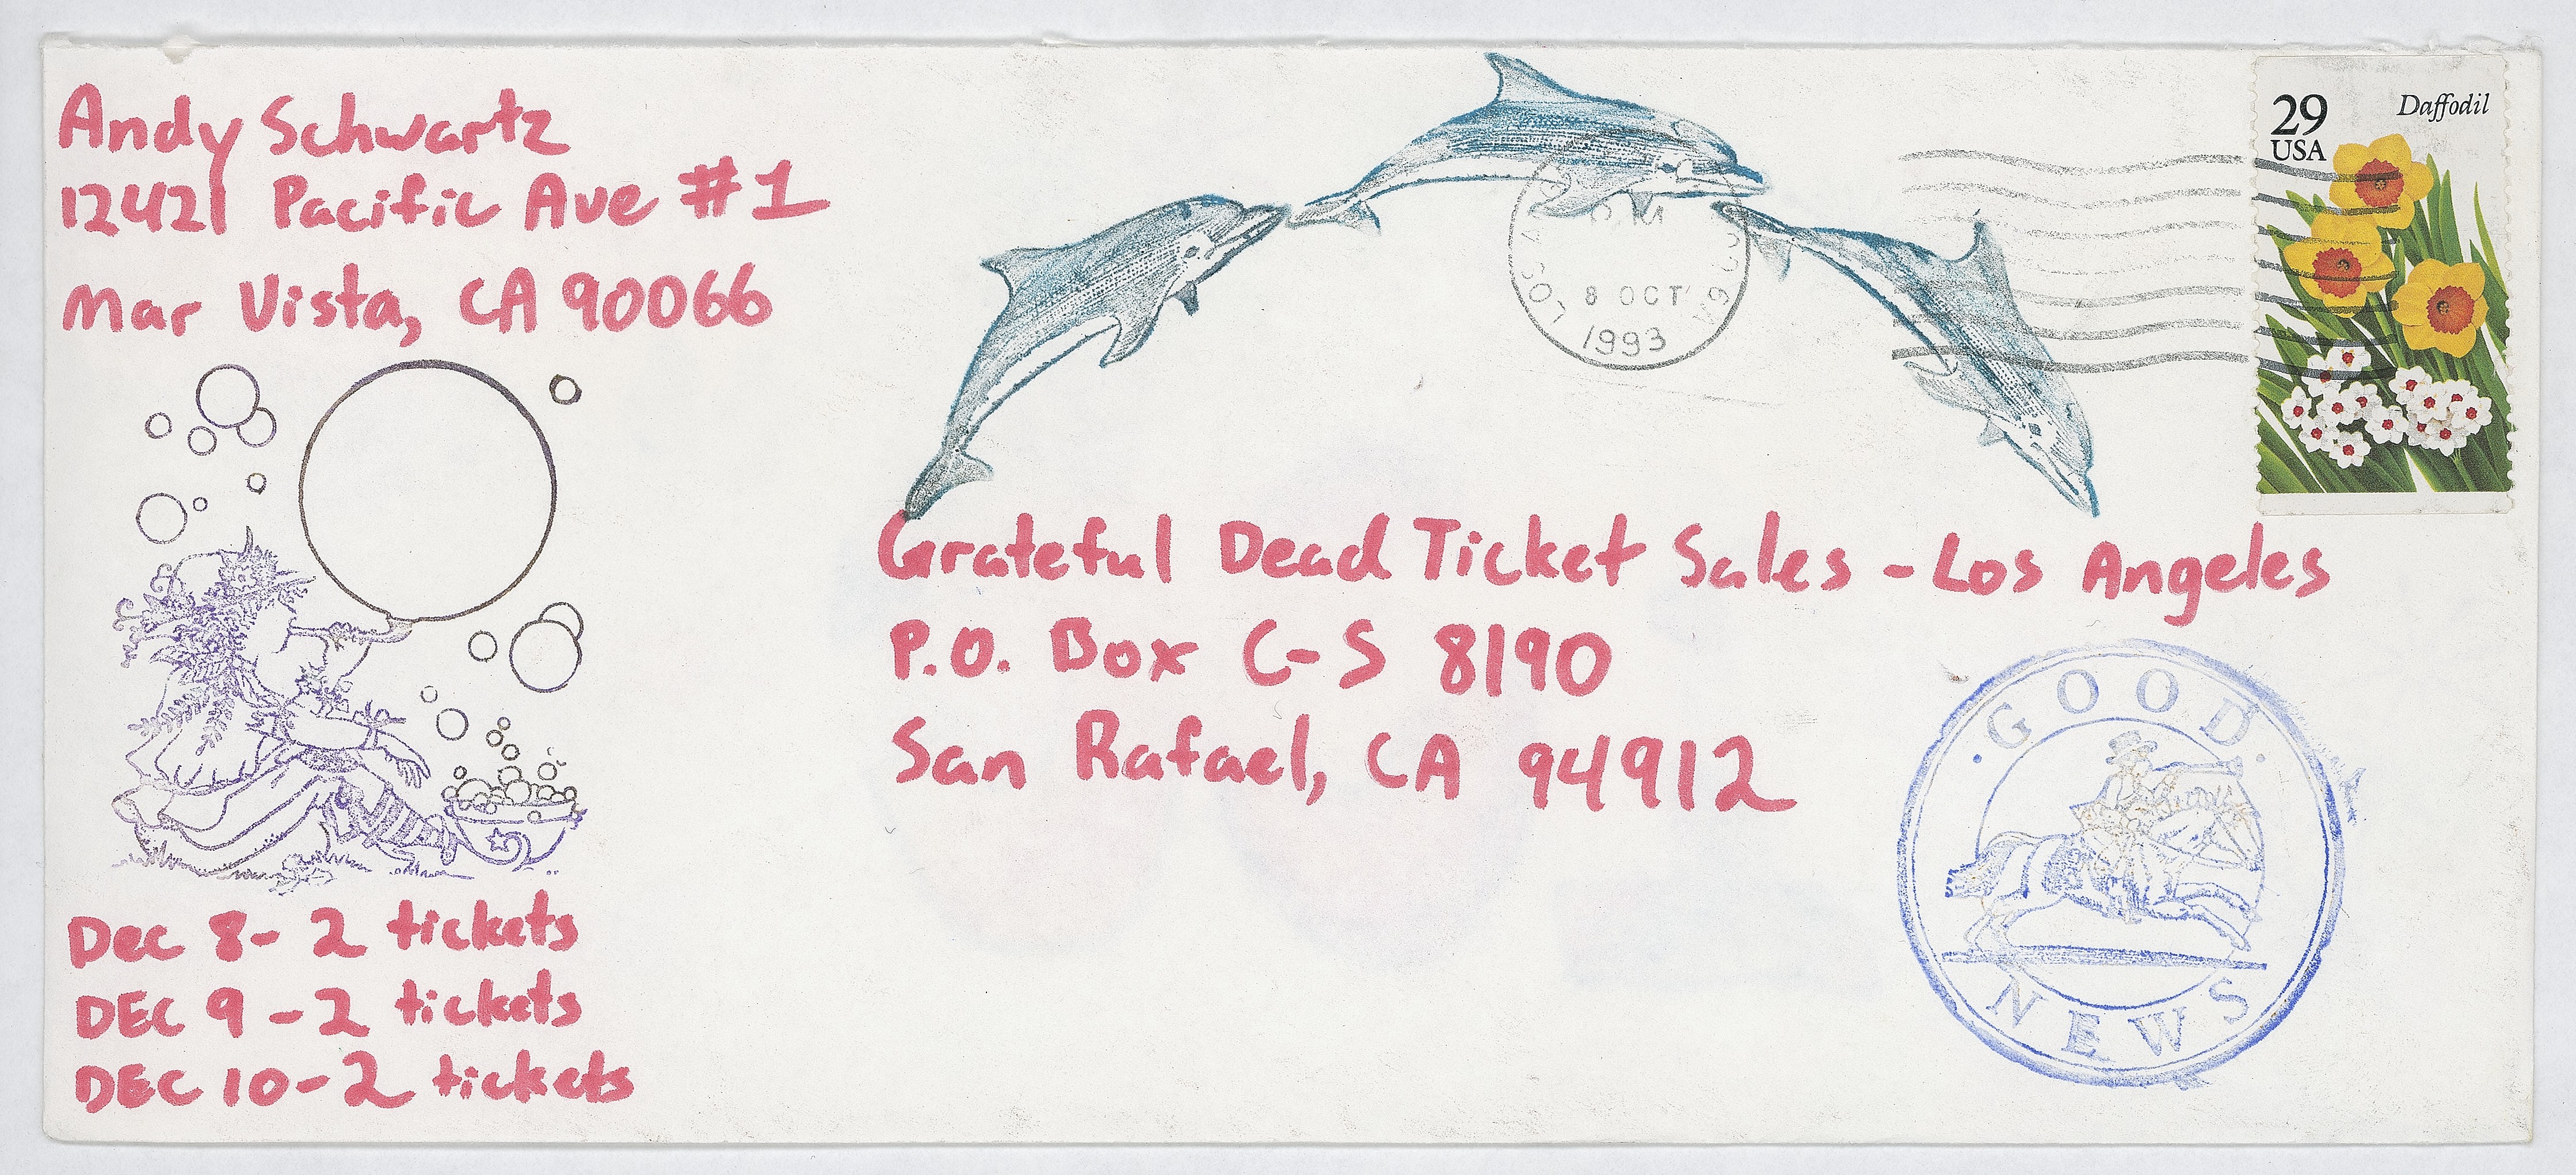 Andy Schwartz
12421 Pacific Ave #1
Mar Vista, CA 90066
29
USA
Daffodil
LOS A
PM
8 OCT
1993
Grateful Dead Ticket Sales - Los Angeles
P.O. Box C-S 8190
San Rafael, CA 94912
· GOOD ·
NEWS
Dec 8 - 2 tickets
DEC 9 - 2 tickets
DEC 10 - 2 tickets